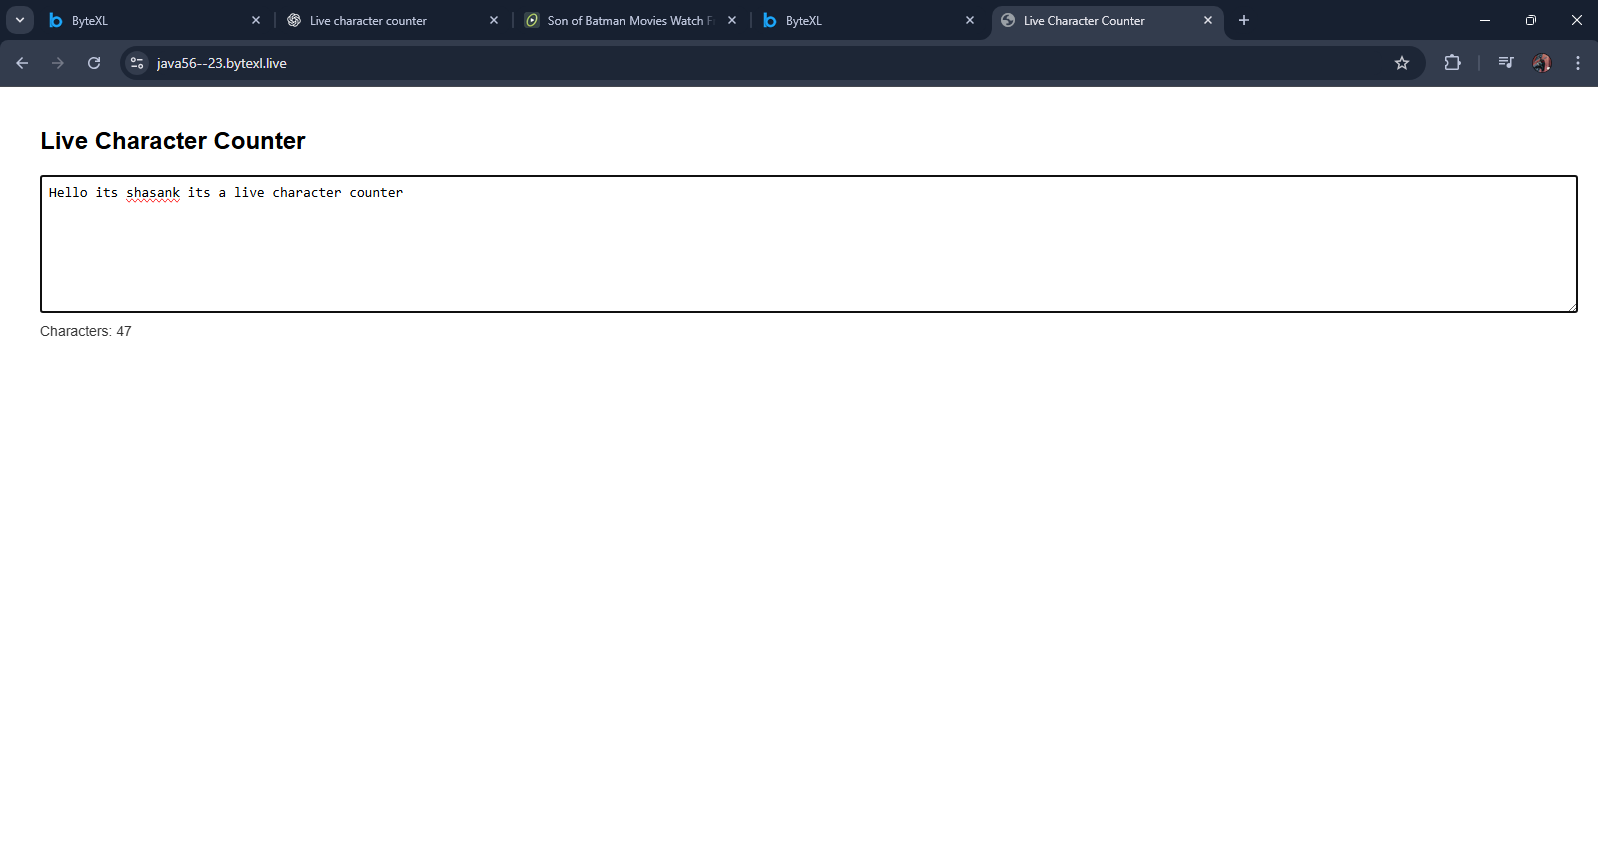 ByteXL
Live character counter
Son of Batman Movies Watch F
ByteXL
Live Character Counter
java56--23.bytexl.live
Live Character Counter
Hello its shasank its a live character counter
Characters: 47